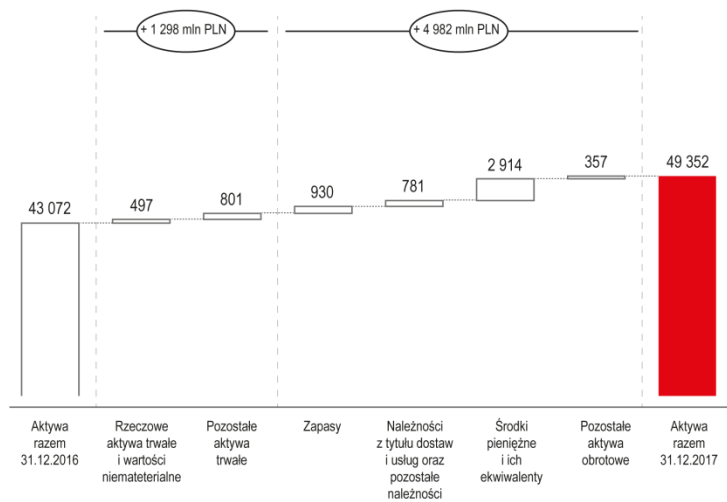 + 1 298 mln PLN
+ 4 982 mln PLN
43 072
497
801
930
781
2 914
357
49 352
Aktywa
razem
31.12.2016
Rzeczowe
aktywa trwałe
i wartości
niemateterialne
Pozostałe
aktywa
trwałe
Zapasy
Należności
z tytułu dostaw
i usług oraz
pozostałe
należności
Środki
pieniężne
i ich
ekwiwalenty
Pozostałe
aktywa
obrotowe
Aktywa
razem
31.12.2017